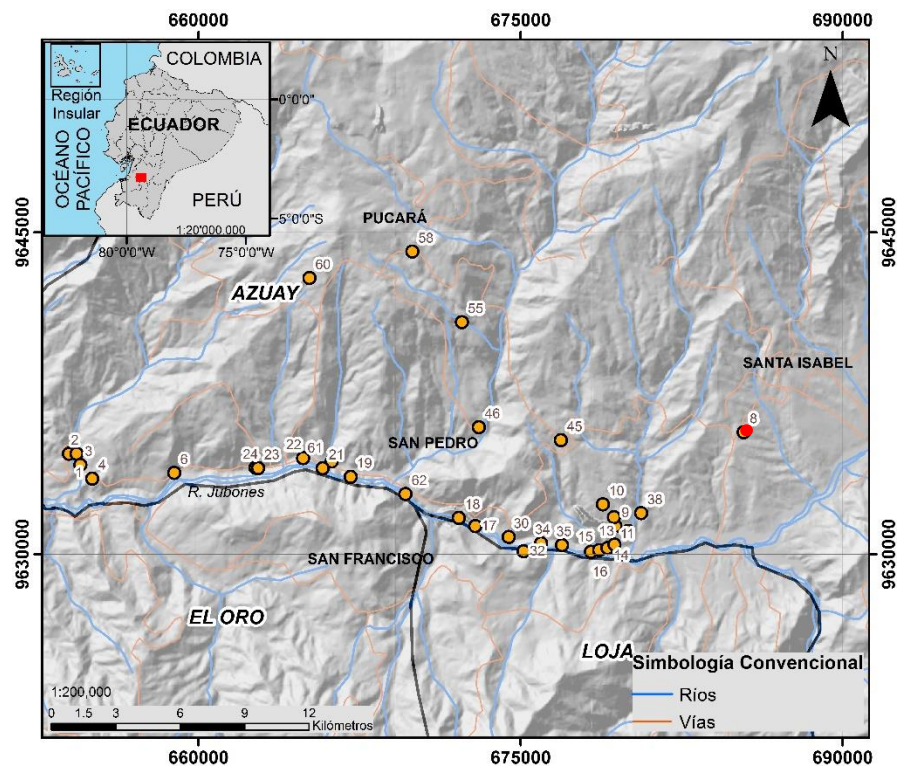 660000
675000
690000
COLOMBIA
Región
Insular
0°0'0"
ECUADOR
OCÉANO
PACÍFICO
PERÚ
5°0'0"S
1:20'000.000
80°0'0"W
75°0'0"W
N
9645000
9645000
PUCARÁ
58
60
AZUAY
55
SANTA ISABEL
8
46
SAN PEDRO
45
2
3
1
4
6
24
23
22
61
21
19
R. Jubones
62
18
17
10
9
38
30
34
35
15
13
11
32
14
16
9630000
9630000
SAN FRANCISCO
EL ORO
LOJA
Simbología Convencional
Ríos
Vías
1:200,000
0 1.5 3 6 9 12
Kilómetros
660000
675000
690000